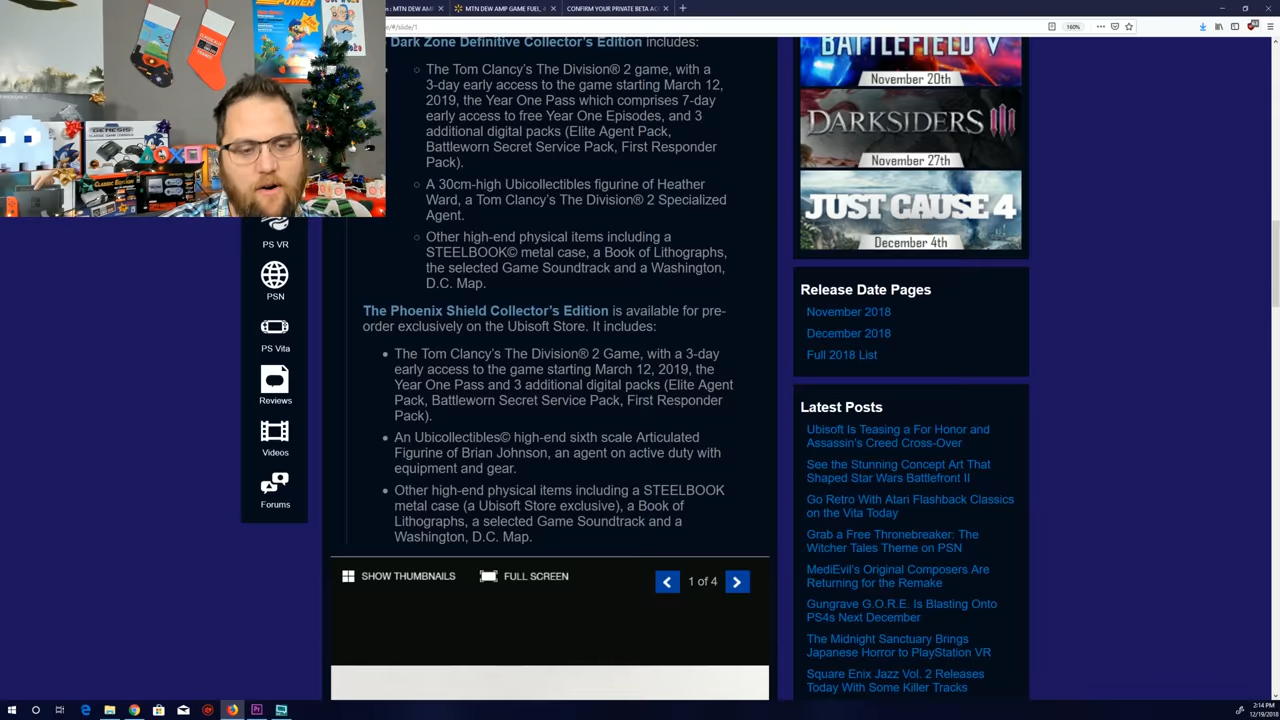 : MTN DEW AMP
MTN DEW AMP GAME FUEL,
CONFIRM YOUR PRIVATE BETA AC
e/#/slide/1
160%
POWER
GENESIS
Dark Zone Definitive Collector's Edition includes:
The Tom Clancy's The Division® 2 game, with a
3-day early access to the game starting March 12,
2019, the Year One Pass which comprises 7-day
early access to free Year One Episodes, and 3
additional digital packs (Elite Agent Pack,
Battleworn Secret Service Pack, First Responder
Pack).
A 30cm-high Ubicollectibles figurine of Heather
Ward, a Tom Clancy's The Division® 2 Specialized
Agent.
Other high-end physical items including a
STEELBOOK© metal case, a Book of Lithographs,
the selected Game Soundtrack and a Washington,
D.C. Map.
The Phoenix Shield Collector's Edition is available for pre-
order exclusively on the Ubisoft Store. It includes:
The Tom Clancy's The Division® 2 Game, with a 3-day
early access to the game starting March 12, 2019, the
Year One Pass and 3 additional digital packs (Elite Agent
Pack, Battleworn Secret Service Pack, First Responder
Pack).
An Ubicollectibles© high-end sixth scale Articulated
Figurine of Brian Johnson, an agent on active duty with
equipment and gear.
Other high-end physical items including a STEELBOOK
metal case (a Ubisoft Store exclusive), a Book of
Lithographs, a selected Game Soundtrack and a
Washington, D.C. Map.
SHOW THUMBNAILS
FULL SCREEN
1 of 4
PS VR
PSN
PS Vita
Reviews
Videos
Forums
BATTLEFIELD V
November 20th
DARKSIDERS III
November 27th
JUST CAUSE 4
December 4th
Release Date Pages
November 2018
December 2018
Full 2018 List
Latest Posts
Ubisoft Is Teasing a For Honor and
Assassin's Creed Cross-Over
See the Stunning Concept Art That
Shaped Star Wars Battlefront II
Go Retro With Atari Flashback Classics
on the Vita Today
Grab a Free Thronebreaker: The
Witcher Tales Theme on PSN
MediEvil's Original Composers Are
Returning for the Remake
Gungrave G.O.R.E. Is Blasting Onto
PS4s Next December
The Midnight Sanctuary Brings
Japanese Horror to PlayStation VR
Square Enix Jazz Vol. 2 Releases
Today With Some Killer Tracks
2:14 PM
12/19/2018